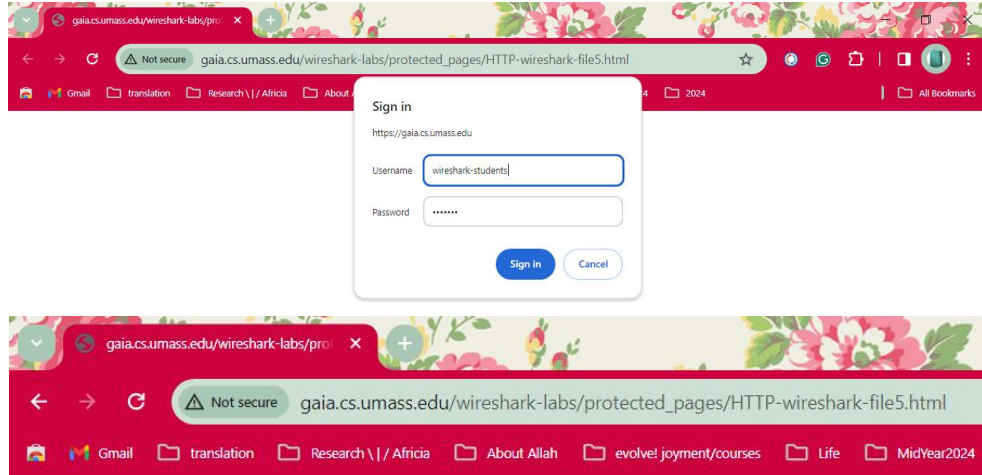 gaia.cs.umass.edu/wireshark-labs/pro
Not secure gaia.cs.umass.edu/wireshark-labs/protected_pages/HTTP-wireshark-file5.html
Gmail translation Research \ | / Africia About A 4 2024 All Bookmarks
Sign in
https://gaia.cs.umass.edu
Username wireshark-students
Password •••••••
Sign in Cancel
gaia.cs.umass.edu/wireshark-labs/pro
Not secure gaia.cs.umass.edu/wireshark-labs/protected_pages/HTTP-wireshark-file5.html
Gmail translation Research \ | / Africia About Allah evolve! joyment/courses Life MidYear2024